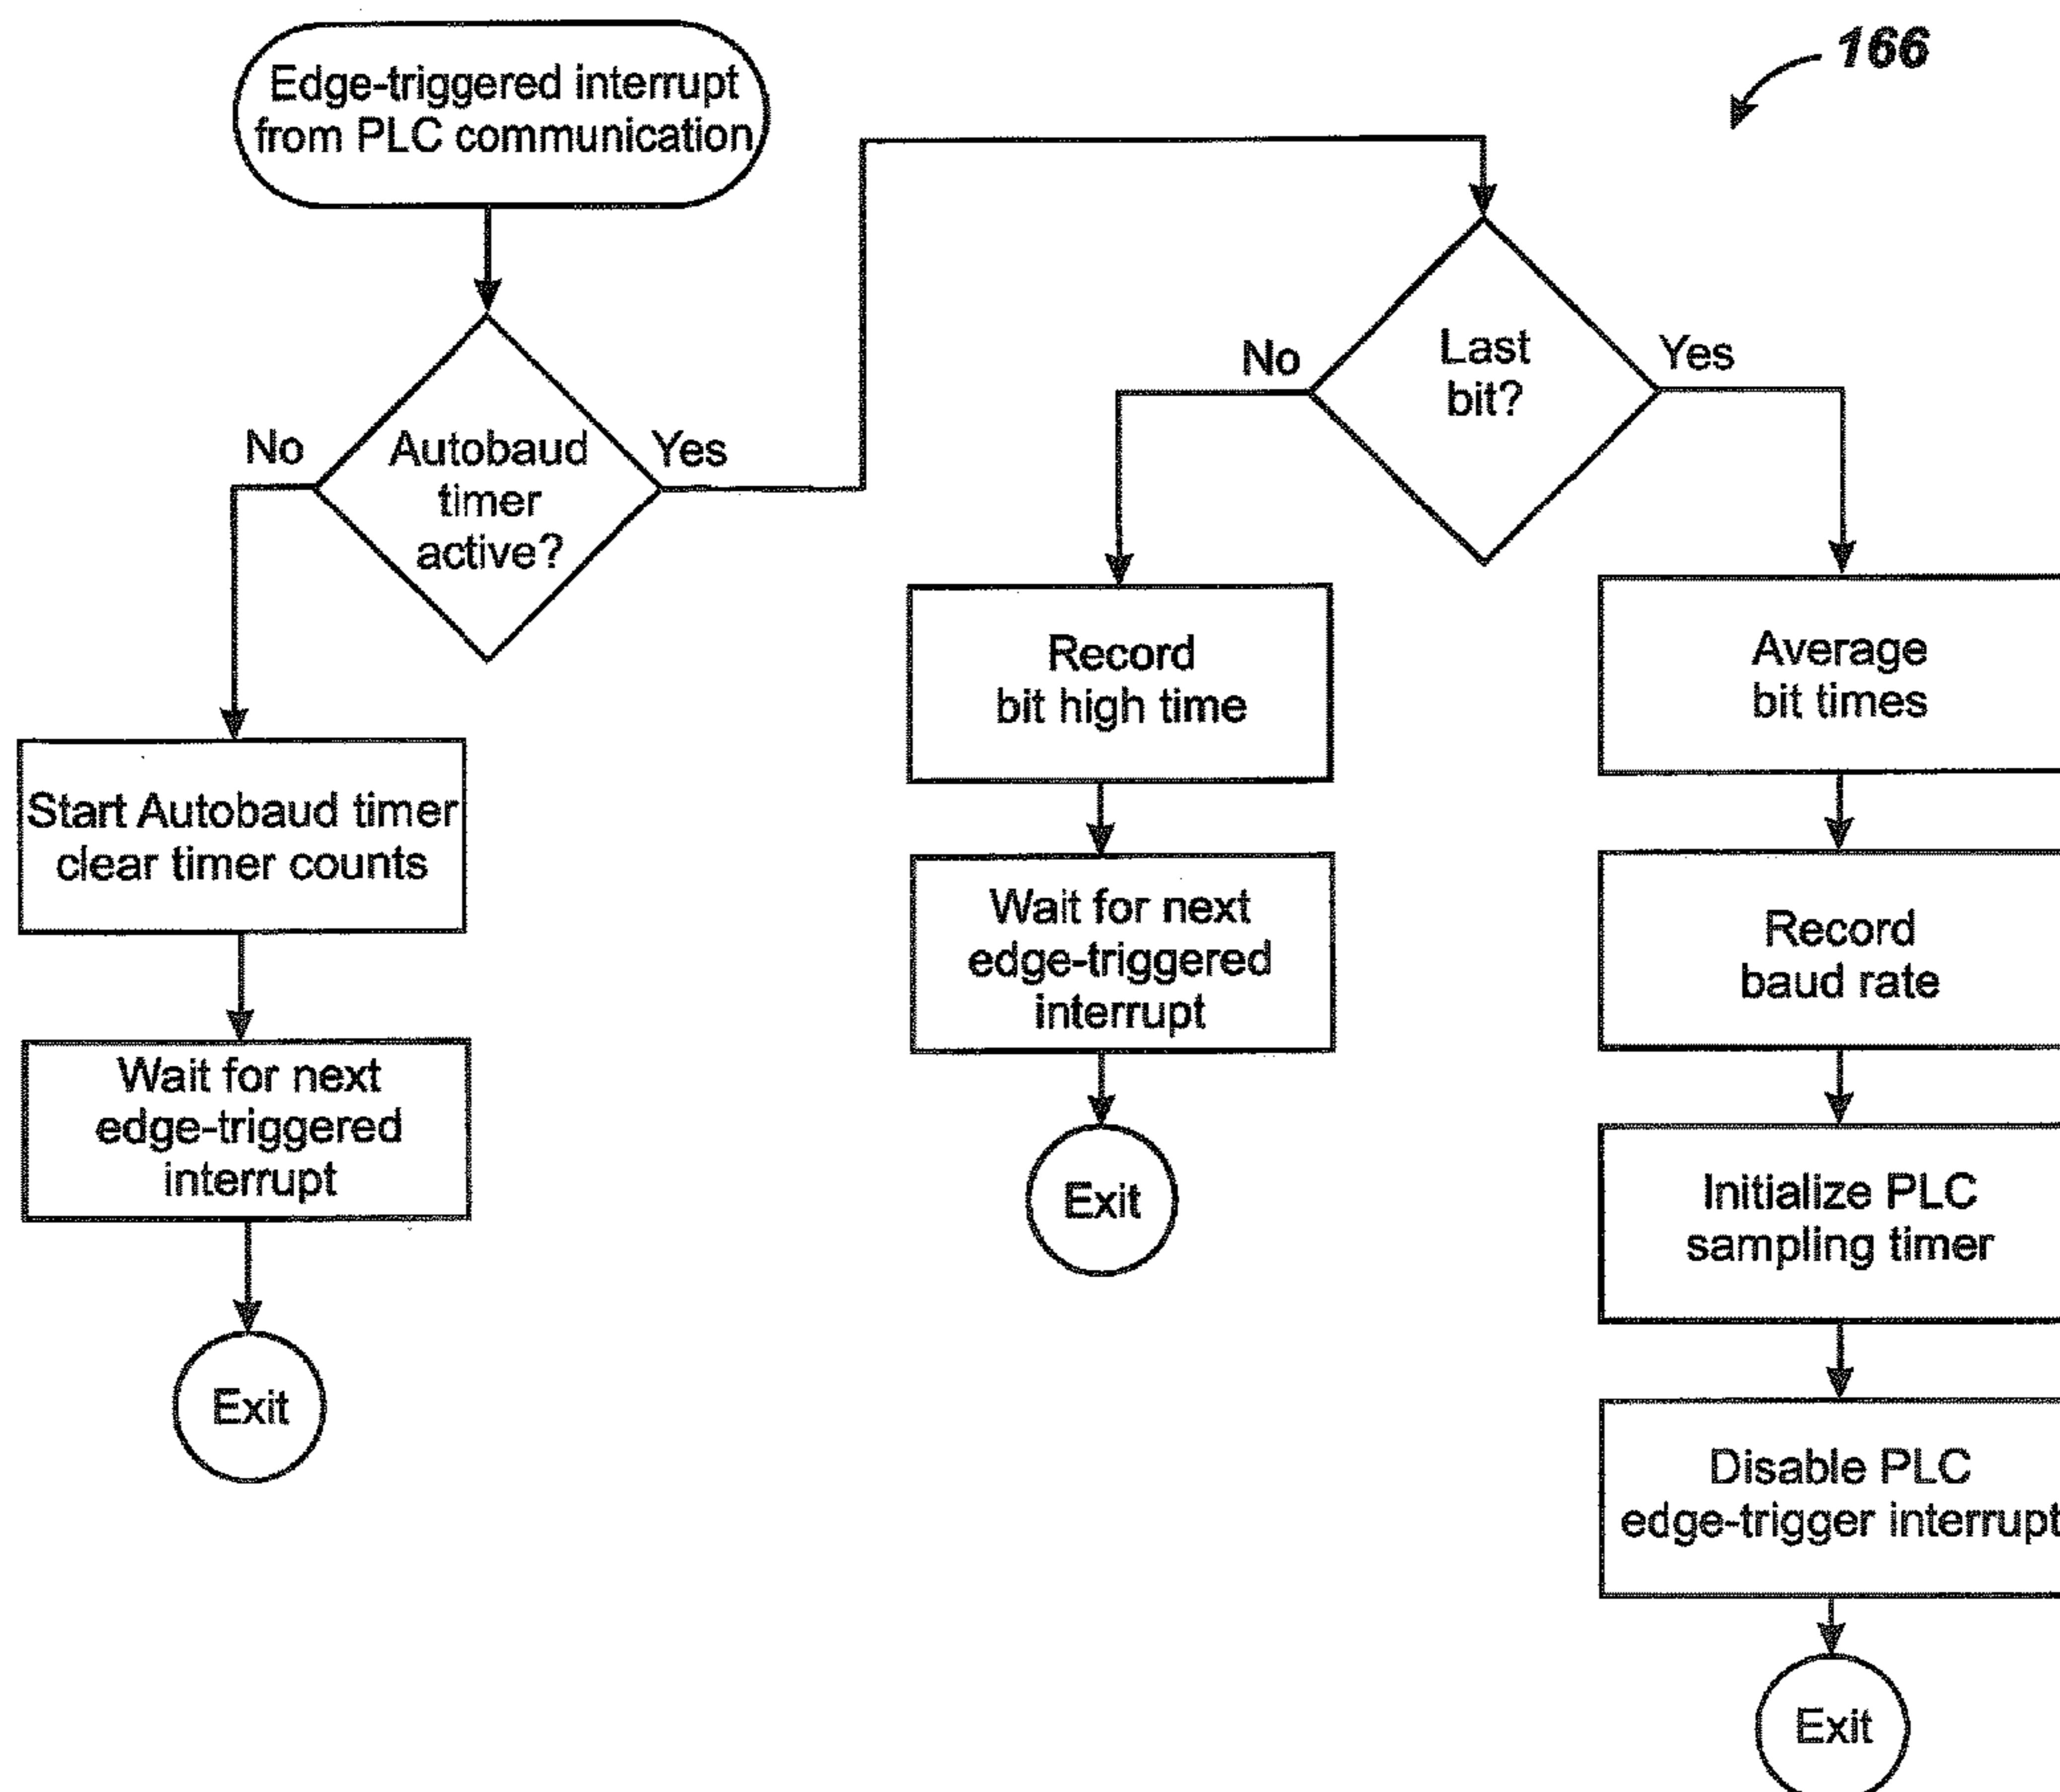 166
Edge-triggered interrupt
from PLC communication
No
Autobaud
timer
active?
Yes
Start Autobaud timer
clear timer counts
Wait for next
edge-triggered
interrupt
Exit
No
Last
bit?
Yes
Record
bit high time
Wait for next
edge-triggered
interrupt
Exit
Average
bit times
Record
baud rate
Initialize PLC
sampling timer
Disable PLC
edge-trigger interrupt
Exit